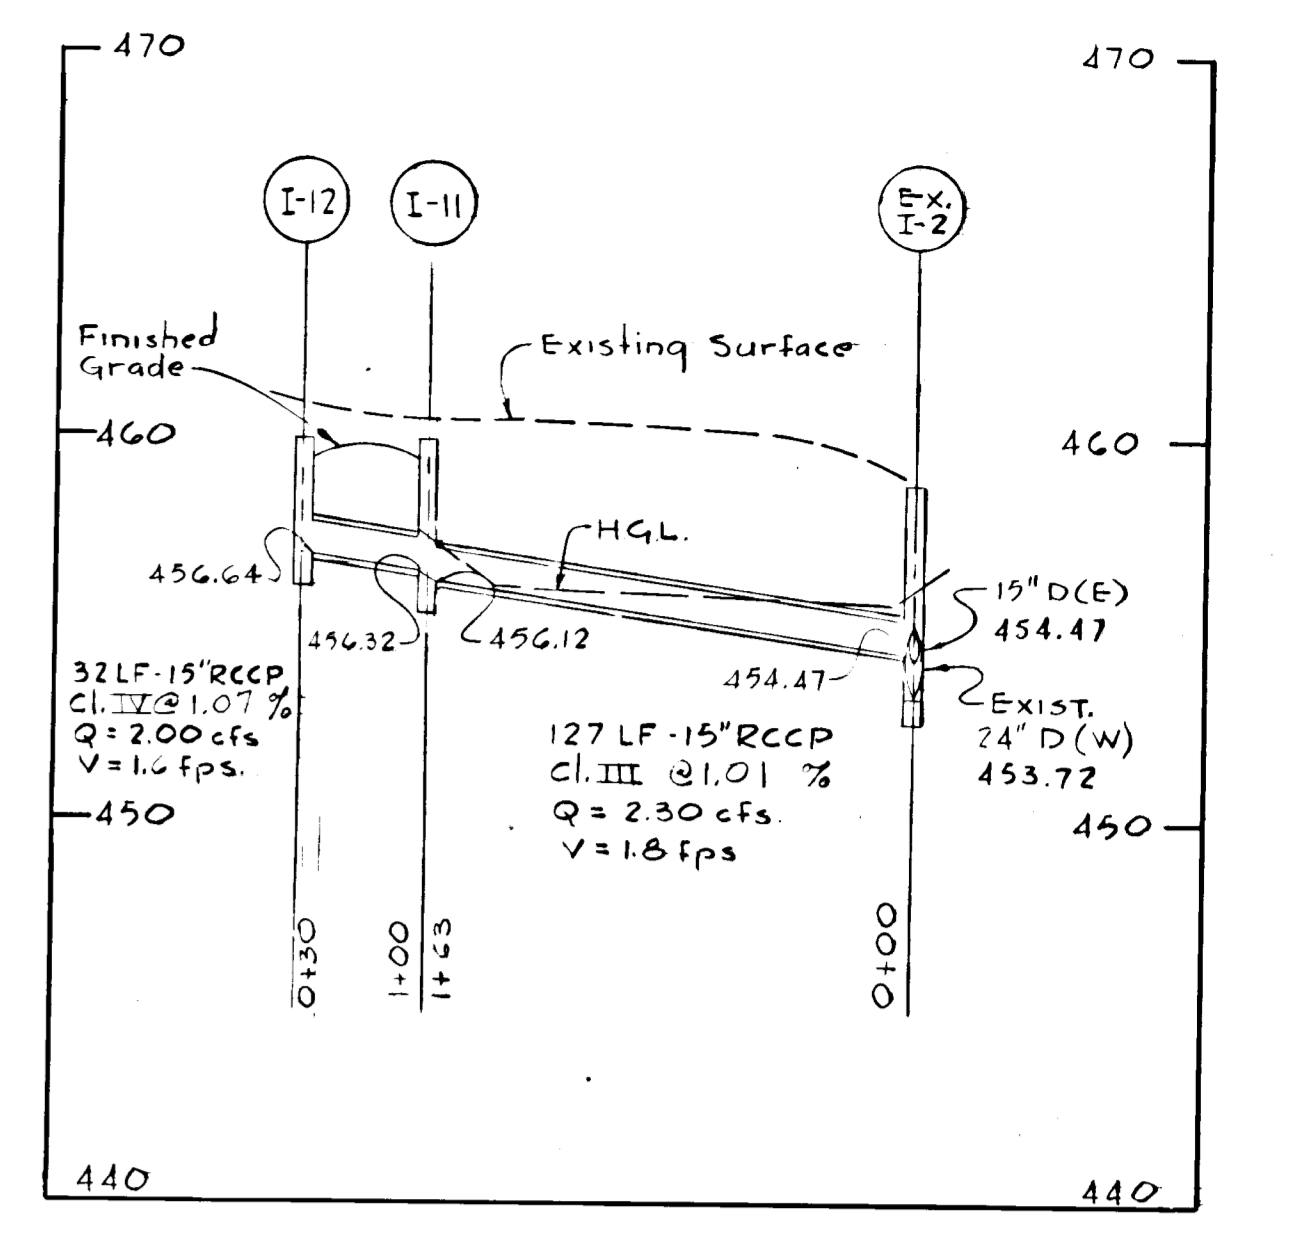 470
470
I-12
I-11
Ex.
I-2
Finished
Grade
Existing Surface
460
460
H.G.L.
456.64
456.32
456.12
454.47
15" D(E)
454.47
EXIST.
24" D(W)
453.72
32 LF-15" RCCP
Cl. IV @ 1.07 %
Q = 2.00 cfs
V = 1.6 fps.
127 LF-15" RCCP
Cl. III @ 1.01 %
Q = 2.30 cfs.
V = 1.8 fps
450
450
0+30
1+00
1+63
0+00
440
440